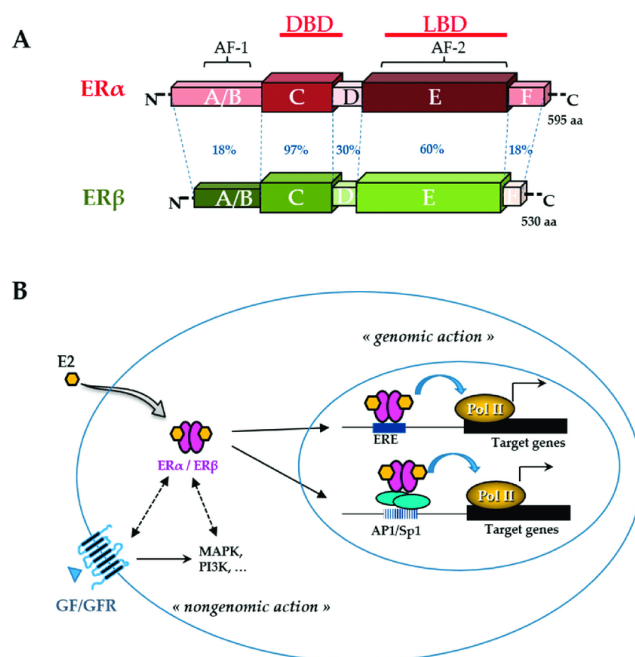 A
DBD
LBD
AF-1
AF-2
ERα
N
A/B
C
D
E
F
C
595 aa
18%
97%
30%
60%
18%
ERβ
N
A/B
C
D
E
F
C
530 aa
B
« genomic action »
E2
Pol II
ERE
Target genes
ERα / ERβ
Pol II
AP1/Sp1
Target genes
MAPK,
PI3K, ...
GF/GFR
« nongenomic action »